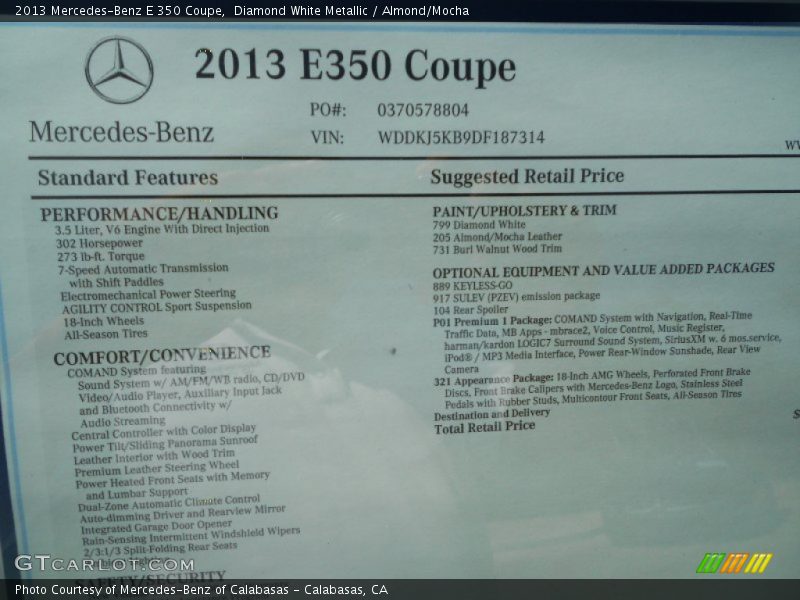 2013 Mercedes-Benz E 350 Coupe, Diamond White Metallic / Almond/Mocha
2013 E350 Coupe
PO#: 0370578804
Mercedes-Benz
VIN: WDDKJ5KB9DF187314
Standard Features
PERFORMANCE/HANDLING
3.5 Liter, V6 Engine With Direct Injection
302 Horsepower
273 lb-ft. Torque
7-Speed Automatic Transmission
with Shift Paddles
Electromechanical Power Steering
AGILITY CONTROL Sport Suspension
18-Inch Wheels
All-Season Tires
COMFORT/CONVENIENCE
COMAND System featuring
Sound System w/ AM/FM/WB radio, CD/DVD
Video/Audio Player, Auxiliary Input Jack
and Bluetooth Connectivity w/
Audio Streaming
Central Controller with Color Display
Power Tilt/Sliding Panorama Sunroof
Leather Interior with Wood Trim
Premium Leather Steering Wheel
Power Heated Front Seats with Memory
and Lumbar Support
Dual-Zone Automatic Climate Control
Auto-dimming Driver and Rearview Mirror
Integrated Garage Door Opener
Rain-Sensing Intermittent Windshield Wipers
2/3:1/3 Split-Folding Rear Seats
SAFETY/SECURITY
Suggested Retail Price
PAINT/UPHOLSTERY & TRIM
799 Diamond White
205 Almond/Mocha Leather
731 Burl Walnut Wood Trim
OPTIONAL EQUIPMENT AND VALUE ADDED PACKAGES
889 KEYLESS-GO
917 SULEV (PZEV) emission package
104 Rear Spoiler
P01 Premium 1 Package: COMAND System with Navigation, Real-Time
Traffic Data, MB Apps - mbrace2, Voice Control, Music Register,
harman/kardon LOGIC7 Surround Sound System, SiriusXM w. 6 mos.service,
iPod® / MP3 Media Interface, Power Rear-Window Sunshade, Rear View
Camera
321 Appearance Package: 18-Inch AMG Wheels, Perforated Front Brake
Discs, Front Brake Calipers with Mercedes-Benz Logo, Stainless Steel
Pedals with Rubber Studs, Multicontour Front Seats, All-Season Tires
Destination and Delivery
Total Retail Price
GTcarlot.com
Photo Courtesy of Mercedes-Benz of Calabasas - Calabasas, CA